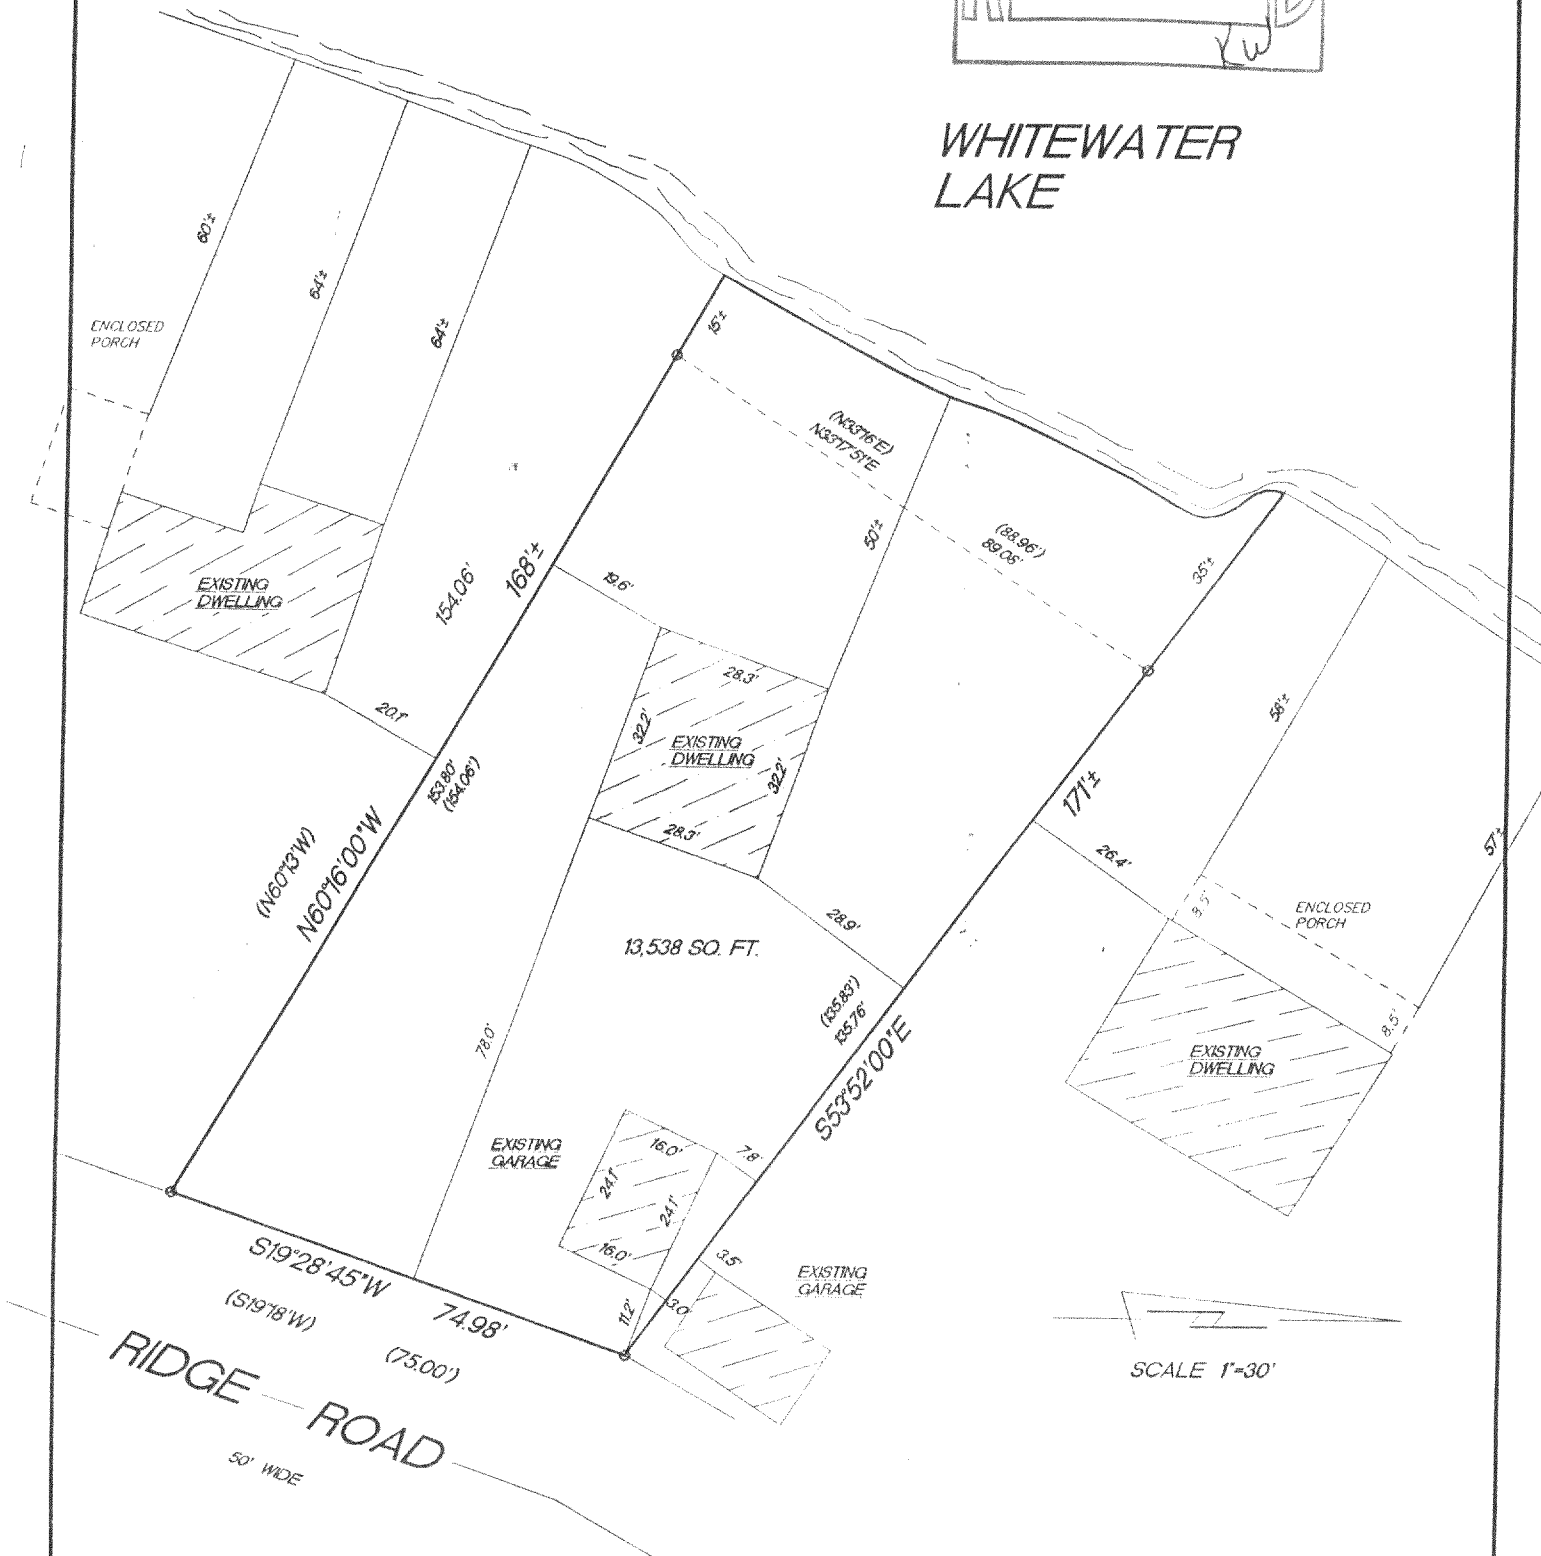 KW
WHITEWATER
LAKE
60'±
64'±
64'±
15'±
ENCLOSED
PORCH
(N33°16'E)
N33°17'51"E
50'±
(88.96')
89.08'
35'±
154.06'
168'±
19.6'
EXISTING
DWELLING
28.3'
32.2'
EXISTING
DWELLING
32.2'
28.3'
20.1'
153.80'
(154.06')
58'±
171'±
26.4'
57'±
(N60°13'W)
N60°16'00"W
28.9'
8.5'
ENCLOSED
PORCH
13,538 SQ. FT.
(135.83')
135.76'
S53°52'00"E
8.5'
EXISTING
DWELLING
78.0'
EXISTING
GARAGE
16.0'
7.8'
24.1'
24.1'
16.0'
3.5'
EXISTING
GARAGE
11.2'
3.0'
S19°28'45"W
74.98'
(S19°18'W)
(75.00')
RIDGE ROAD
50' WIDE
SCALE 1"=30'